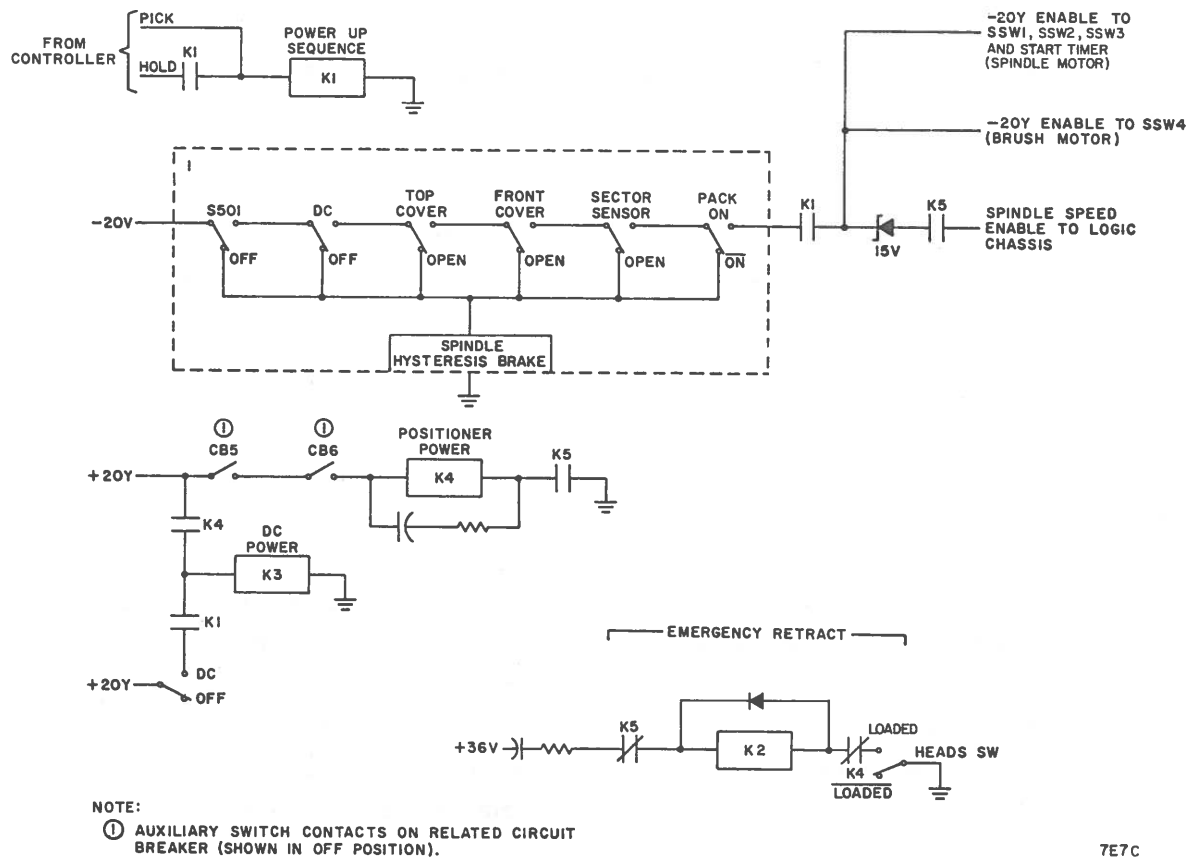 PICK
FROM
CONTROLLER
HOLD
K1
POWER UP
SEQUENCE
K1
-20Y ENABLE TO
SSW1, SSW2, SSW3
AND START TIMER
(SPINDLE MOTOR)
-20Y ENABLE TO SSW4
(BRUSH MOTOR)
1
-20V
S501
OFF
DC
OFF
TOP
COVER
OPEN
FRONT
COVER
OPEN
SECTOR
SENSOR
OPEN
PACK
ON
ON
K1
15V
K5
SPINDLE SPEED
ENABLE TO LOGIC
CHASSIS
SPINDLE
HYSTERESIS BRAKE
+20Y
1
CB5
1
CB6
POSITIONER
POWER
K4
K5
K4
DC
POWER
K3
K1
+20Y
DC
OFF
EMERGENCY RETRACT
+36V
K5
K2
K4
LOADED
LOADED
HEADS SW
NOTE:
1 AUXILIARY SWITCH CONTACTS ON RELATED CIRCUIT
BREAKER (SHOWN IN OFF POSITION).
7E7C